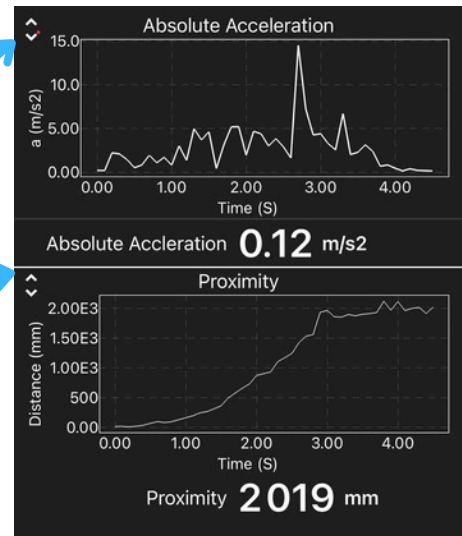 Absolute Acceleration
15.0
10.0
5.00
0.00
a (m/s2)
0.00 1.00 2.00 3.00 4.00
Time (S)
Absolute Accleration 0.12 m/s2
Proximity
2.00E3
1.50E3
1.00E3
500
0.00
Distance (mm)
0.00 1.00 2.00 3.00 4.00
Time (S)
Proximity 2019 mm